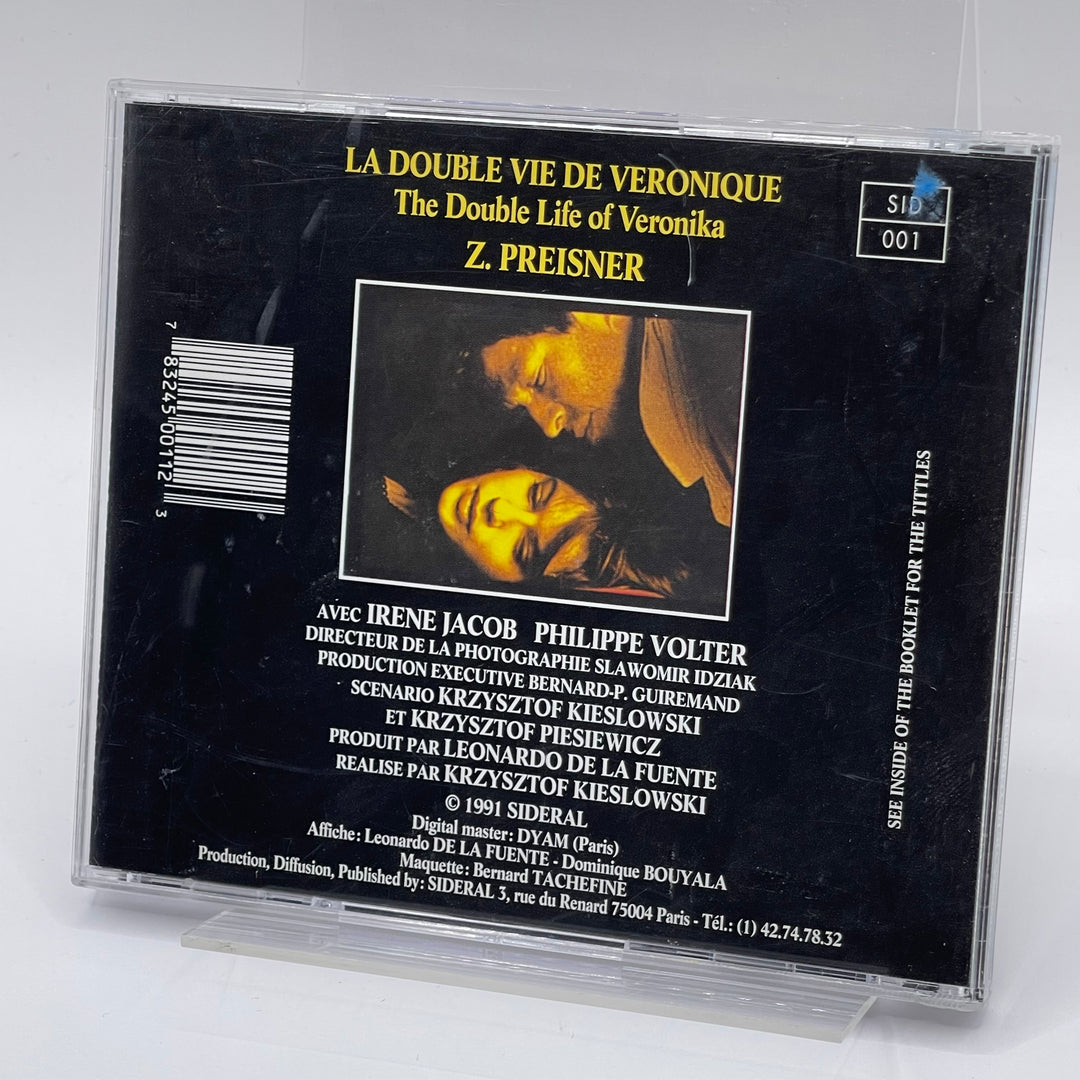 LA DOUBLE VIE DE VERONIQUE
The Double Life of Veronika
Z. PREISNER
SID
001
7 83245 00112 3
AVEC IRENE JACOB PHILIPPE VOLTER
DIRECTEUR DE LA PHOTOGRAPHIE SLAWOMIR IDZIAK
PRODUCTION EXECUTIVE BERNARD-P. GUIREMAND
SCENARIO KRZYSZTOF KIESLOWSKI
ET KRZYSZTOF PIESIEWICZ
PRODUIT PAR LEONARDO DE LA FUENTE
REALISE PAR KRZYSZTOF KIESLOWSKI
© 1991 SIDERAL
Digital master: DYAM (Paris)
Affiche: Leonardo DE LA FUENTE - Dominique BOUYALA
Maquette: Bernard TACHEFINE
Production, Diffusion, Published by: SIDERAL 3, rue du Renard 75004 Paris - Tél.: (1) 42.74.78.32
SEE INSIDE OF THE BOOKLET FOR THE TITTLES